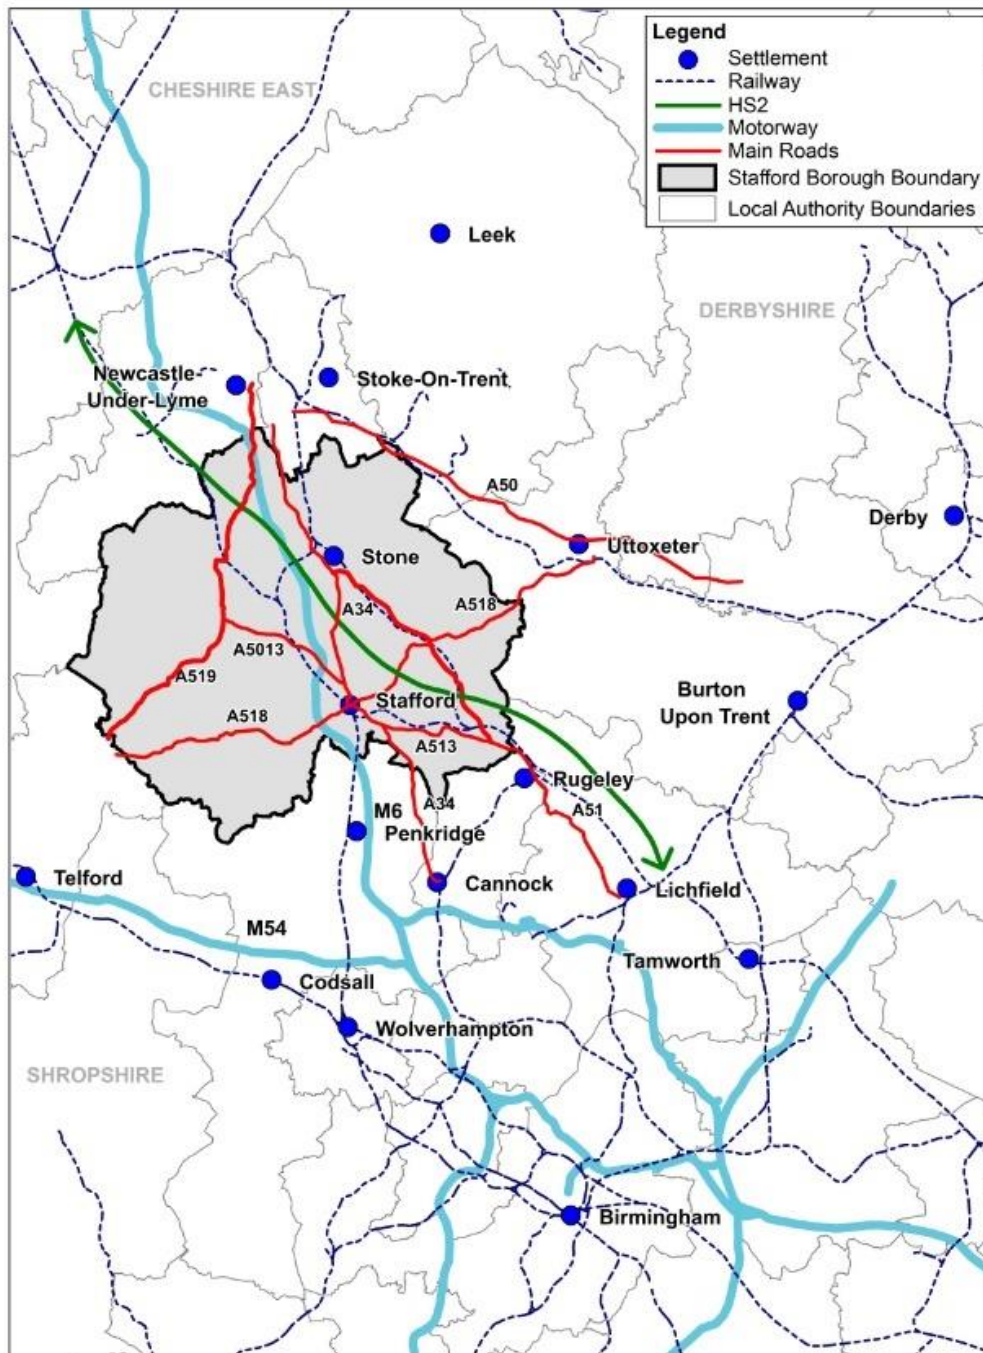 Legend
Settlement
Railway
HS2
Motorway
Main Roads
Stafford Borough Boundary
Local Authority Boundaries
CHESHIRE EAST
Leek
DERBYSHIRE
Newcastle-
Under-Lyme
Stoke-On-Trent
A50
Derby
Uttoxeter
Stone
A34
A518
A5013
A519
Stafford
Burton
Upon Trent
A518
A513
Rugeley
A34
A51
M6
Penkridge
Telford
Cannock
Lichfield
M54
Tamworth
Codsall
Wolverhampton
SHROPSHIRE
Birmingham